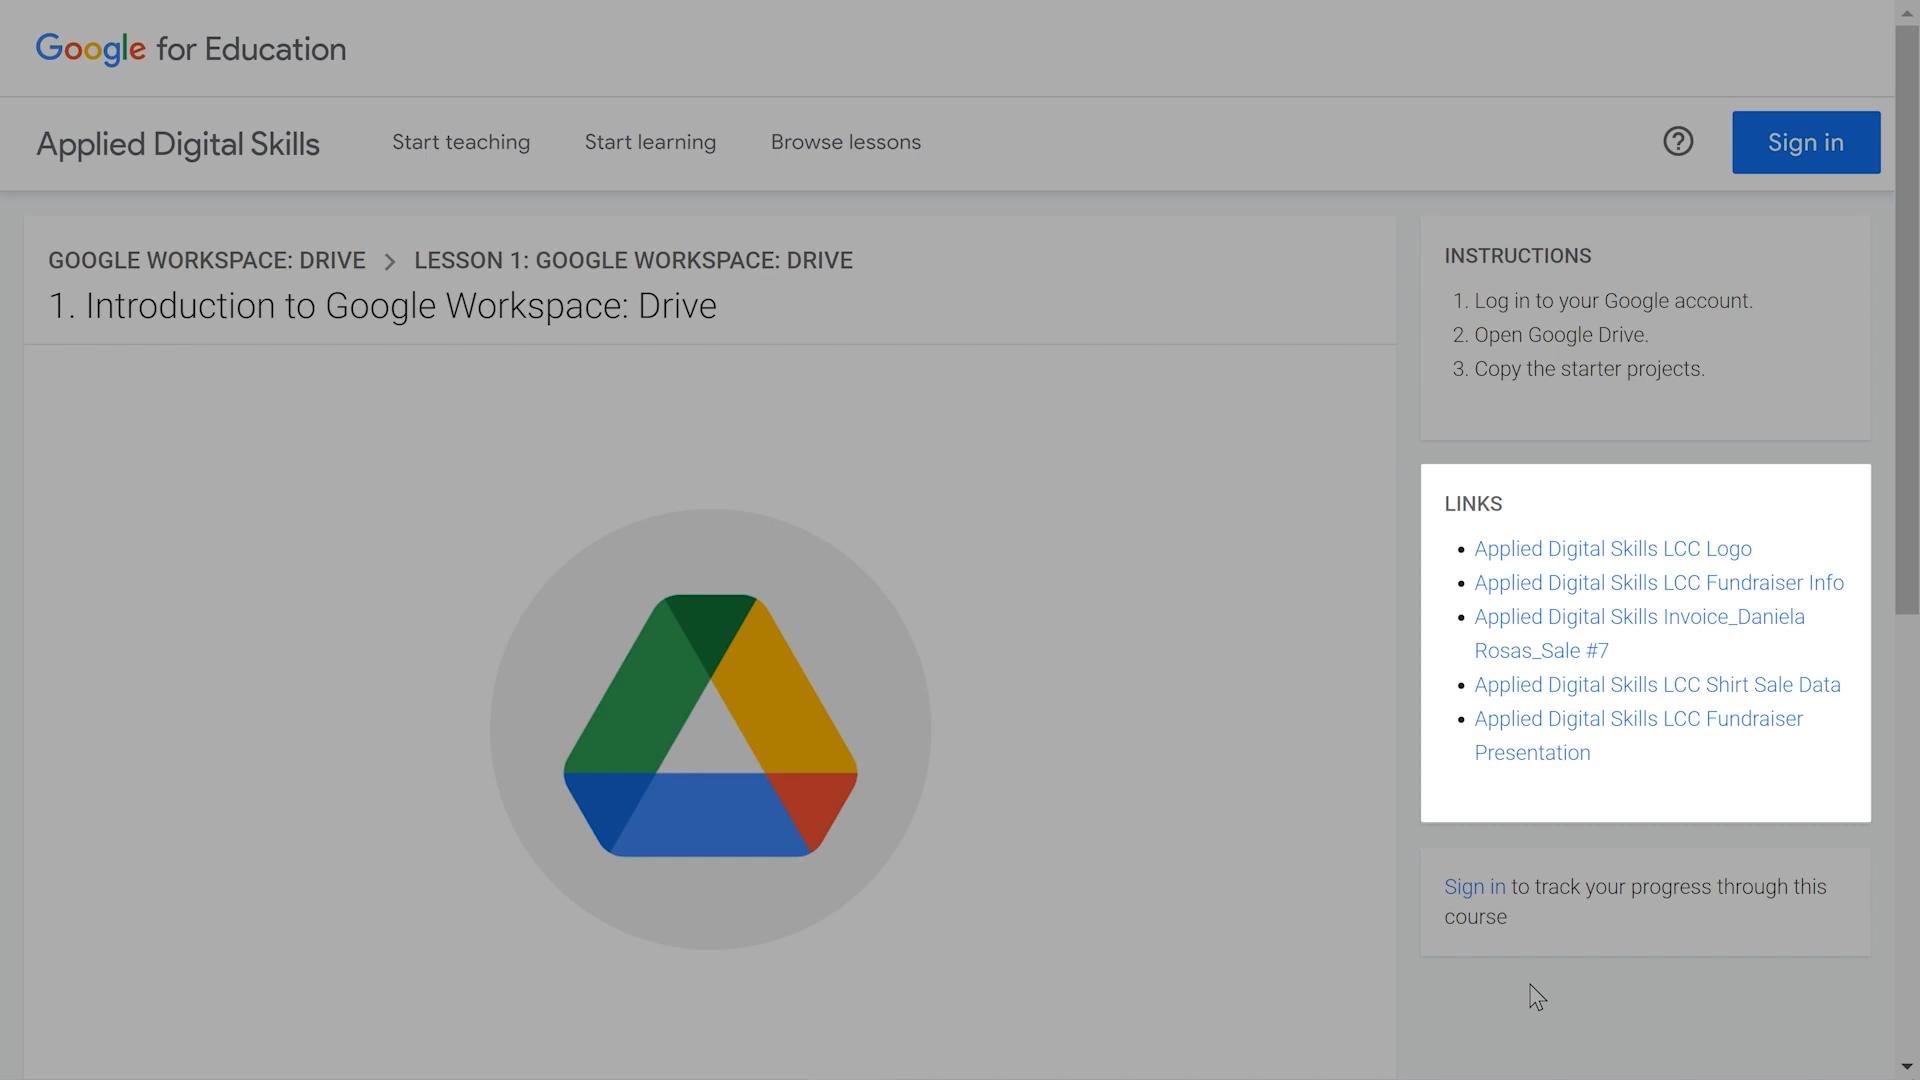 Google for Education
Applied Digital Skills
Start teaching
Start learning
Browse lessons
Sign in
GOOGLE WORKSPACE: DRIVE > LESSON 1: GOOGLE WORKSPACE: DRIVE
1. Introduction to Google Workspace: Drive
INSTRUCTIONS
1. Log in to your Google account.
2. Open Google Drive.
3. Copy the starter projects.
LINKS
• Applied Digital Skills LCC Logo
• Applied Digital Skills LCC Fundraiser Info
• Applied Digital Skills Invoice_Daniela
Rosas_Sale #7
• Applied Digital Skills LCC Shirt Sale Data
• Applied Digital Skills LCC Fundraiser
Presentation
Sign in to track your progress through this
course